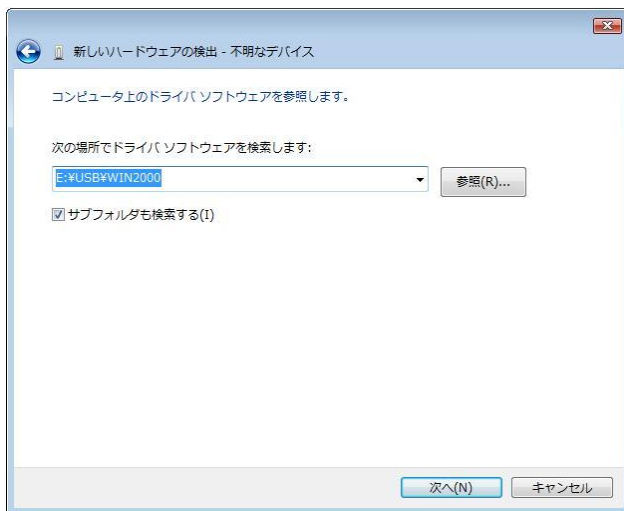 新しいハードウェアの検出 - 不明なデバイス
コンピュータ上のドライバ ソフトウェアを参照します。
次の場所でドライバ ソフトウェアを検索します:
E:¥USB¥WIN2000
参照(R)...
サブフォルダも検索する(I)
次へ(N)
キャンセル